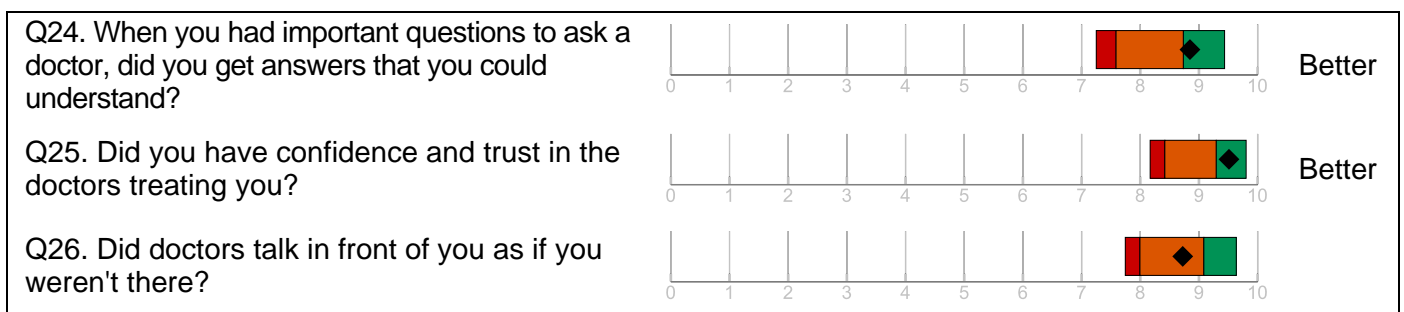 Q24. When you had important questions to ask a
doctor, did you get answers that you could
understand?
0 1 2 3 4 5 6 7 8 9 10
Better
Q25. Did you have confidence and trust in the
doctors treating you?
0 1 2 3 4 5 6 7 8 9 10
Better
Q26. Did doctors talk in front of you as if you
weren't there?
0 1 2 3 4 5 6 7 8 9 10